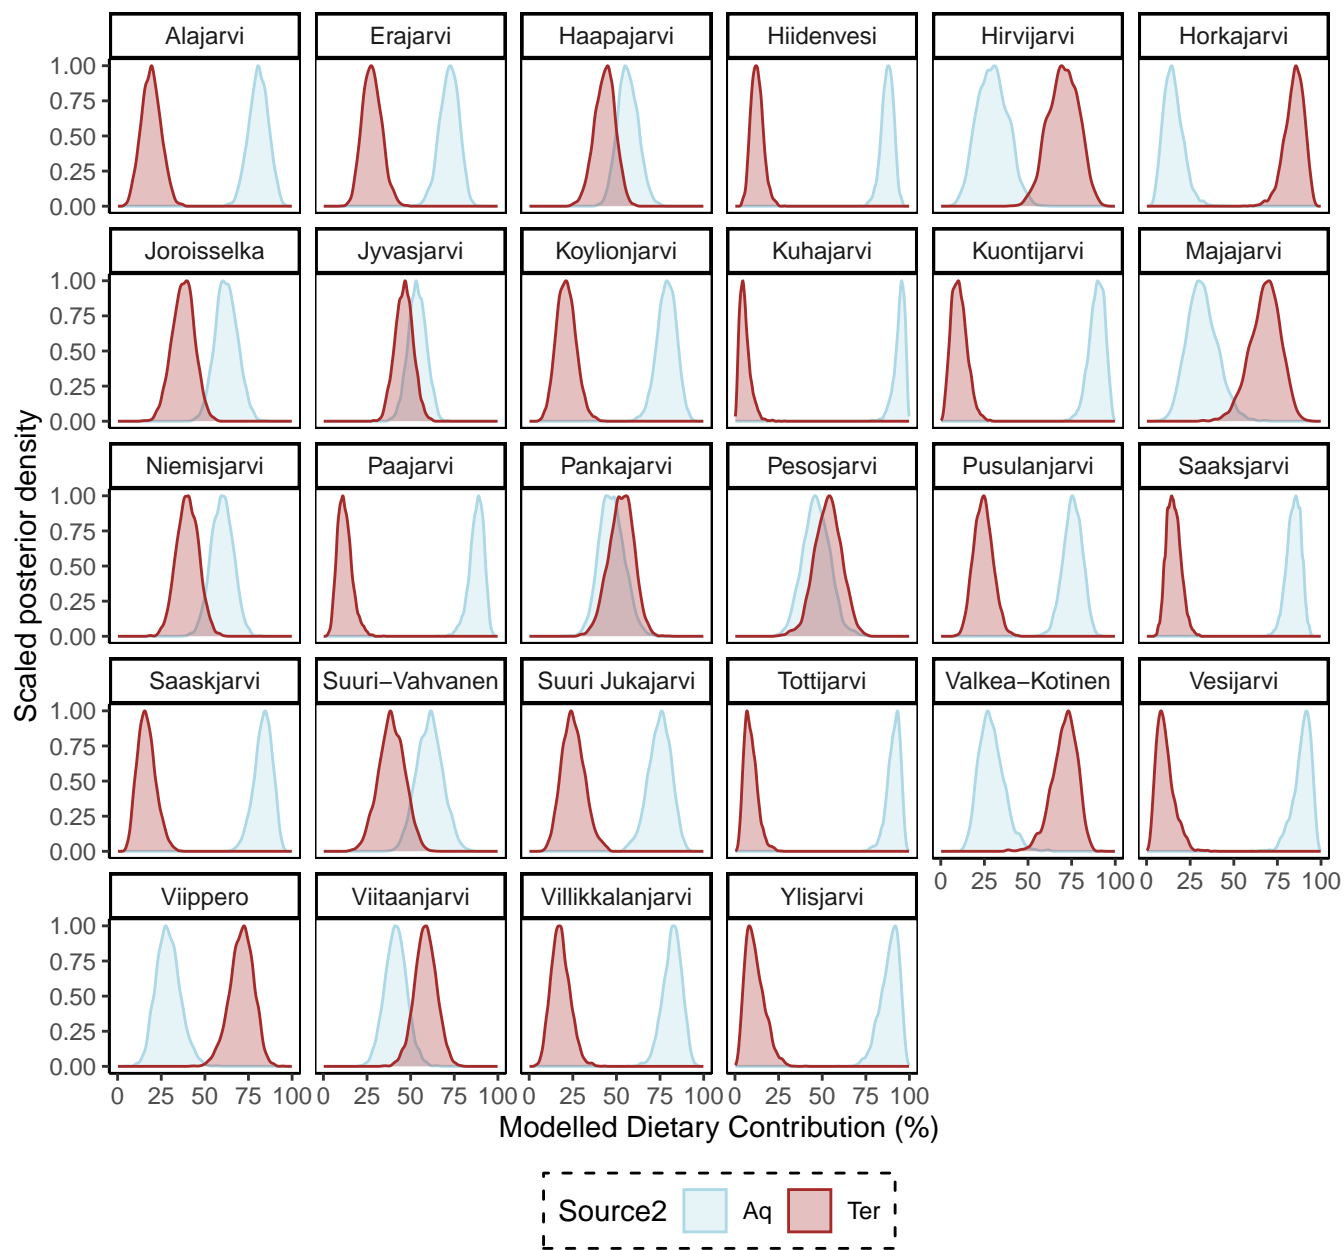 Alajarvi Erajarvi Haapajarvi Hiidenvesi Hirvijarvi Horkajarvi
1.00
0.75
0.50
0.25
0.00
Joroisselka Jyvasjarvi Koylionjarvi Kuhajarvi Kuontijarvi Majajarvi
1.00
0.75
0.50
0.25
0.00
Scaled posterior density
Niemisjarvi Paajarvi Pankajarvi Pesosjarvi Pusulanjarvi Saaksjarvi
1.00
0.75
0.50
0.25
0.00
Saaskjarvi Suuri−Vahvanen Suuri Jukajarvi Tottijarvi Valkea−Kotinen Vesijarvi
1.00
0.75
0.50
0.25
0.00
0 25 50 75 100 0 25 50 75 100
Viippero Viitaanjarvi Villikkalanjarvi Ylisjarvi
1.00
0.75
0.50
0.25
0.00
0 25 50 75 100 0 25 50 75 100 0 25 50 75 100 0 25 50 75 100
Modelled Dietary Contribution (%)
Source2 Aq Ter